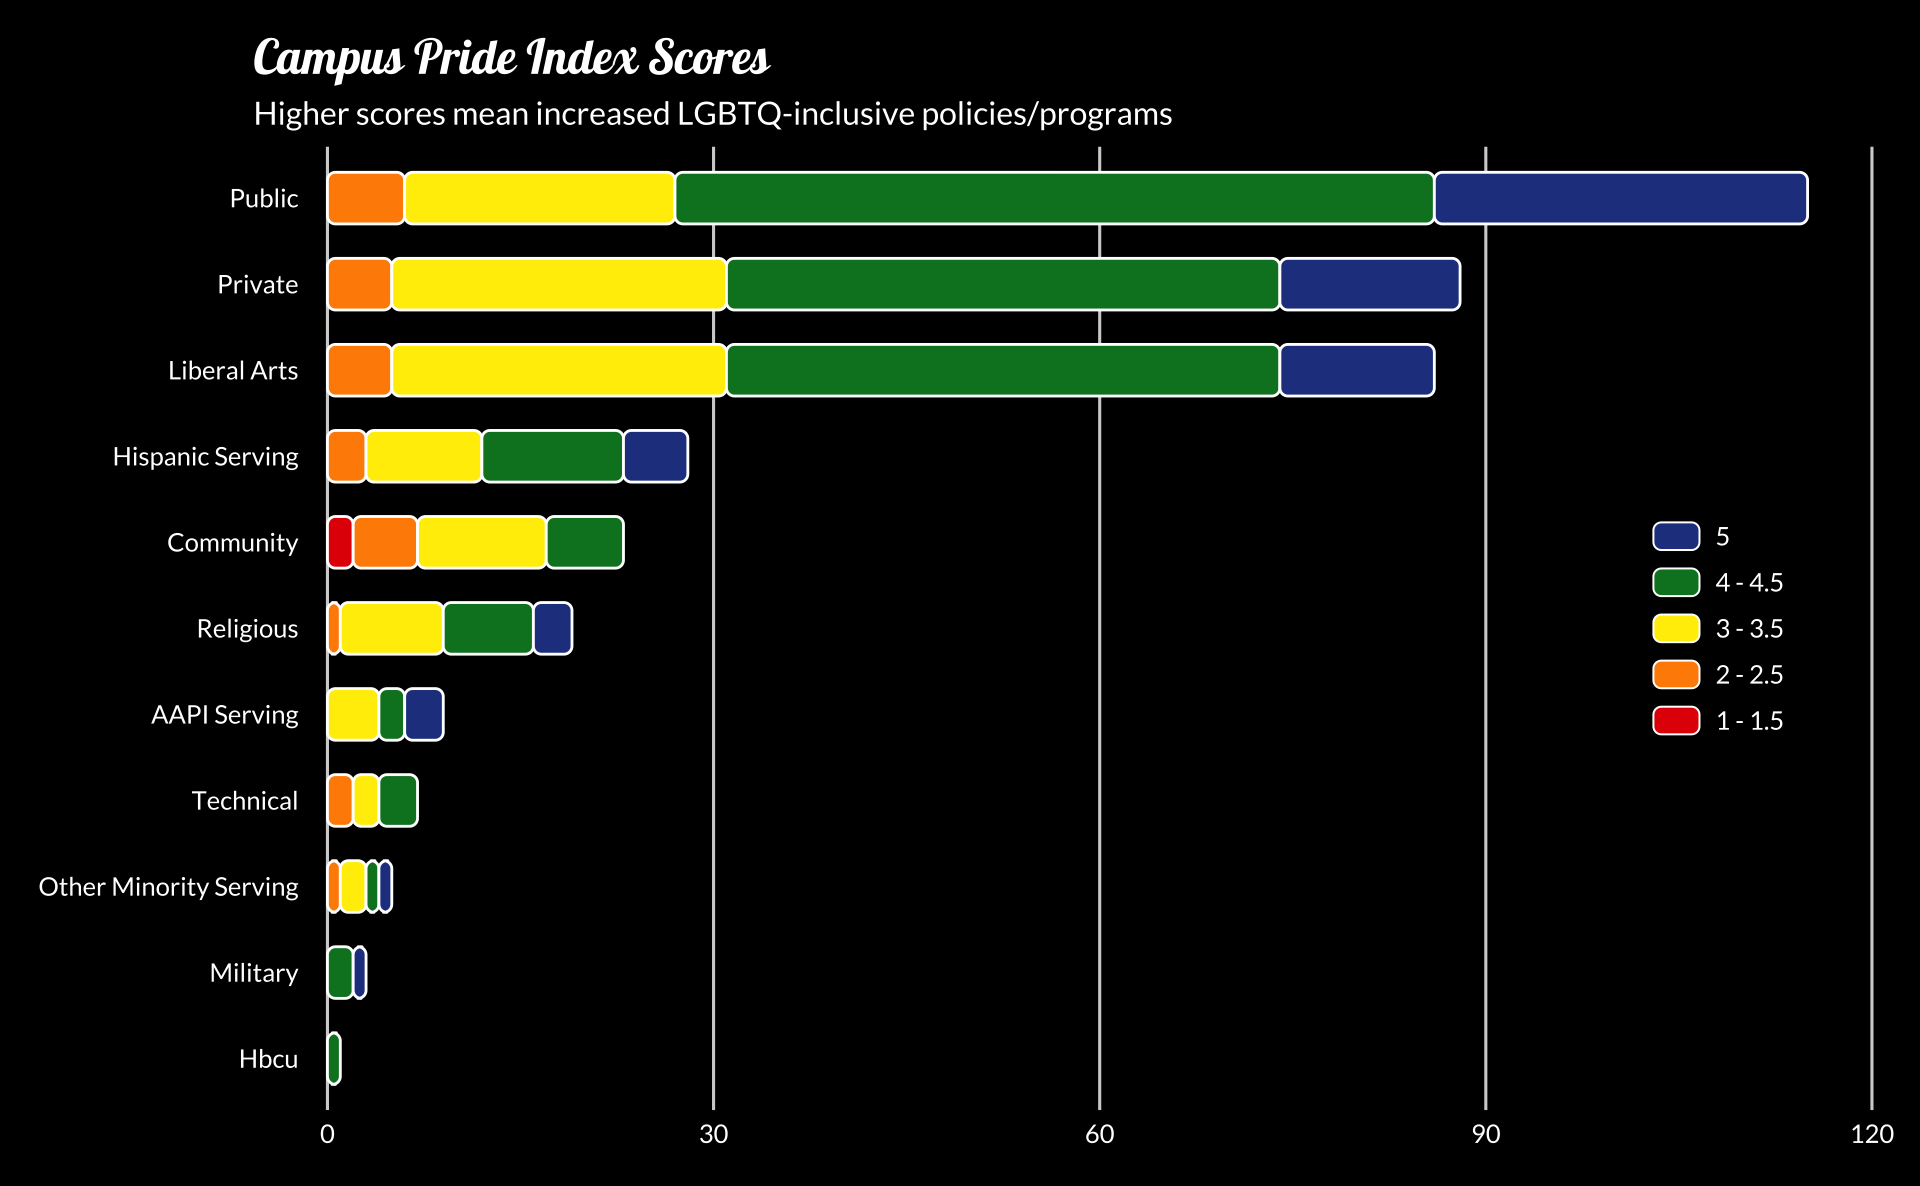 Campus Pride Index Scores
Higher scores mean increased LGBTQ-inclusive policies/programs
Public
Private
Liberal Arts
Hispanic Serving
Community
Religious
AAPI Serving
Technical
Other Minority Serving
Military
Hbcu
5
4 - 4.5
3 - 3.5
2 - 2.5
1 - 1.5
0 30 60 90 120